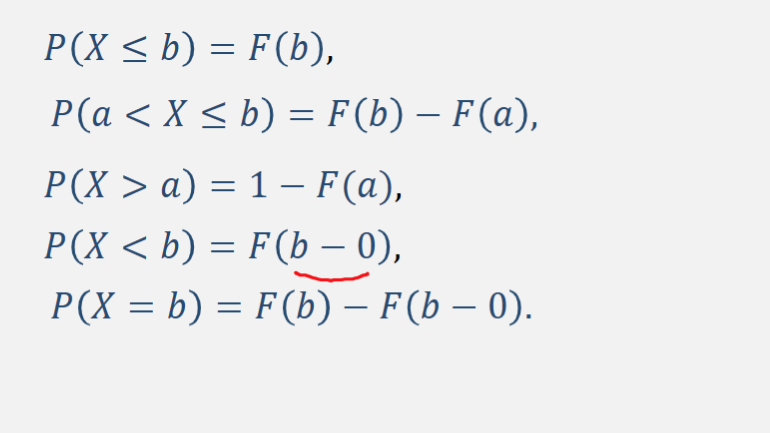 P(X ≤ b) = F(b),
P(a < X ≤ b) = F(b) − F(a),
P(X > a) = 1 − F(a),
P(X < b) = F(b − 0),
P(X = b) = F(b) − F(b − 0).